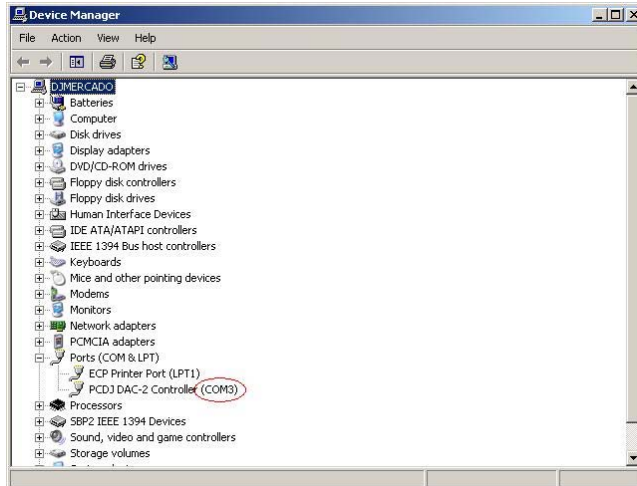 Device Manager
File Action View Help
DJMERCADO
Batteries
Computer
Disk drives
Display adapters
DVD/CD-ROM drives
Floppy disk controllers
Floppy disk drives
Human Interface Devices
IDE ATA/ATAPI controllers
IEEE 1394 Bus host controllers
Keyboards
Mice and other pointing devices
Modems
Monitors
Network adapters
PCMCIA adapters
Ports (COM & LPT)
ECP Printer Port (LPT1)
PCDJ DAC-2 Controller (COM3)
Processors
SBP2 IEEE 1394 Devices
Sound, video and game controllers
Storage volumes